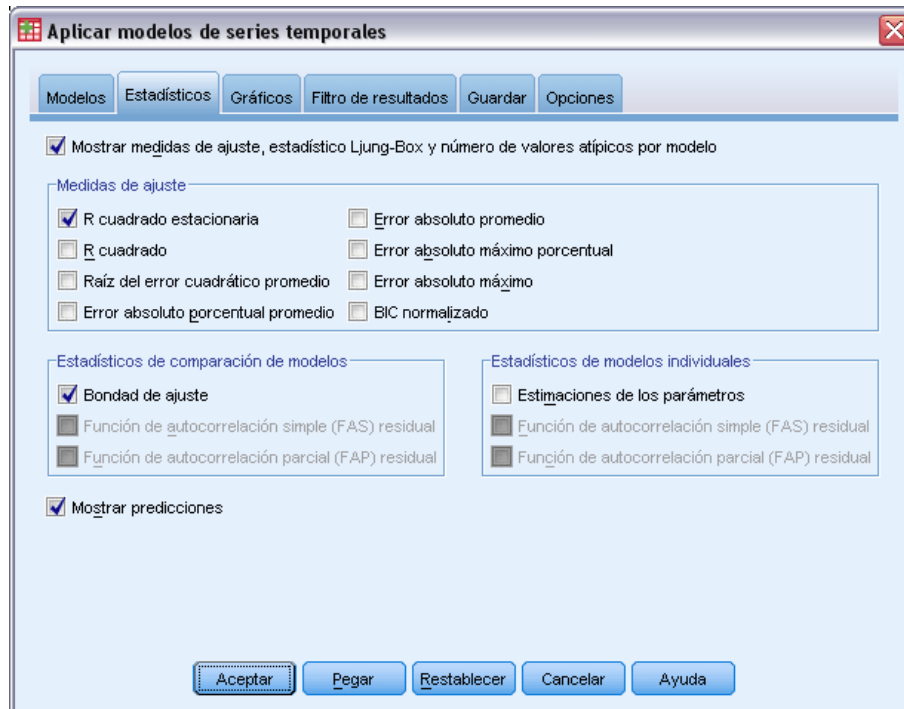 Aplicar modelos de series temporales
Modelos Estadísticos Gráficos Filtro de resultados Guardar Opciones
Mostrar medidas de ajuste, estadístico Ljung-Box y número de valores atípicos por modelo
Medidas de ajuste
R cuadrado estacionaria
R cuadrado
Raíz del error cuadrático promedio
Error absoluto porcentual promedio
Error absoluto promedio
Error absoluto máximo porcentual
Error absoluto máximo
BIC normalizado
Estadísticos de comparación de modelos
Bondad de ajuste
Función de autocorrelación simple (FAS) residual
Función de autocorrelación parcial (FAP) residual
Estadísticos de modelos individuales
Estimaciones de los parámetros
Función de autocorrelación simple (FAS) residual
Función de autocorrelación parcial (FAP) residual
Mostrar predicciones
Aceptar Pegar Restablecer Cancelar Ayuda